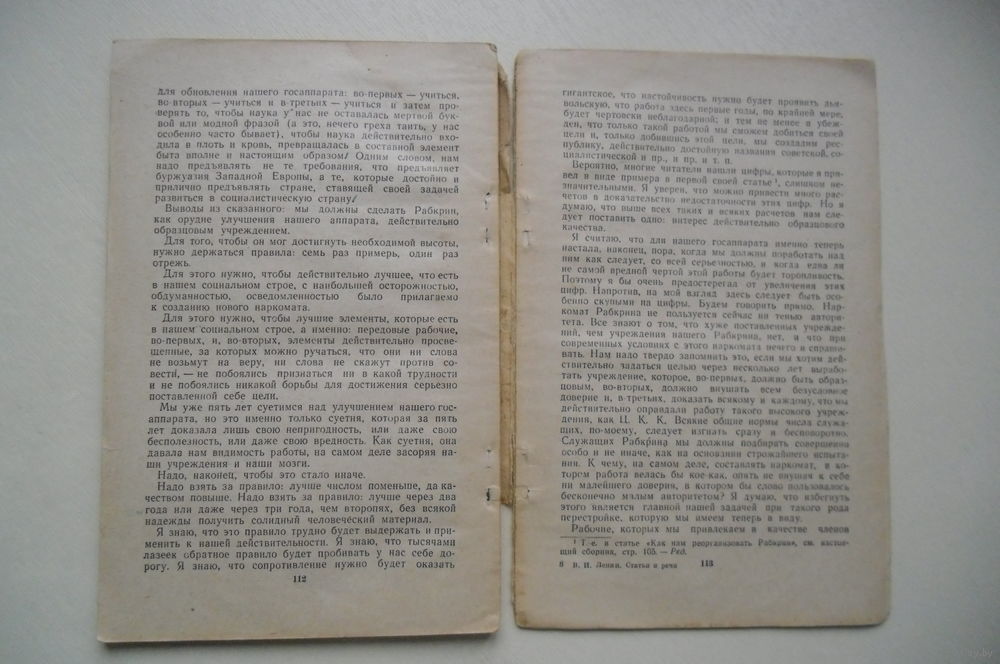 для обновления нашего госаппарата: во-первых — учиться,
во-вторых — учиться и в-третьих — учиться и затем про-
верять то, чтобы наука у нас не оставалась мертвой бук-
вой или модной фразой (а это, нечего греха таить, у нас
особенно часто бывает), чтобы наука действительно вхо-
дила в плоть и кровь, превращалась в составной элемент
быта вполне и настоящим образом. Одним словом, нам
надо предъявлять не те требования, что предъявляет
буржуазия Западной Европы, а те, которые достойно и
прилично предъявлять стране, ставящей своей задачей
развиться в социалистическую страну.
Выводы из сказанного: мы должны сделать Рабкрин,
как орудие улучшения нашего аппарата, действительно
образцовым учреждением.
Для того, чтобы он мог достигнуть необходимой высоты,
нужно держаться правила: семь раз примерь, один раз
отрежь.
Для этого нужно, чтобы действительно лучшее, что есть
в нашем социальном строе, с наибольшей осторожностью,
обдуманностью, осведомленностью было прилагаемо
к созданию нового наркомата.
Для этого нужно, чтобы лучшие элементы, которые есть
в нашем социальном строе, а именно: передовые рабочие,
во-первых, и, во-вторых, элементы действительно просве-
щенные, за которых можно ручаться, что они ни слова
не возьмут на веру, ни слова не скажут против со-
вести, — не побоялись признаться ни в какой трудности
и не побоялись никакой борьбы для достижения серьезно
поставленной себе цели.
Мы уже пять лет суетимся над улучшением нашего гос-
аппарата, но это именно только суетня, которая за пять
лет доказала лишь свою непригодность, или даже свою
бесполезность, или даже свою вредность. Как суетня, она
давала нам видимость работы, на самом деле засоряя на-
ши учреждения и наши мозги.
Надо, наконец, чтобы это стало иначе.
Надо взять за правило: лучше числом поменьше, да ка-
чеством повыше. Надо взять за правило: лучше через два
года или даже через три года, чем второпях, без всякой
надежды получить солидный человеческий материал.
Я знаю, что это правило трудно будет выдержать и при-
менить к нашей действительности. Я знаю, что тысячами
лазеек обратное правило будет пробивать у нас себе до-
рогу. Я знаю, что сопротивление нужно будет оказать
112
гигантское, что настойчивость нужно будет проявить дья-
вольскую, что работа здесь первые годы, по крайней мере,
будет чертовски неблагодарной; и тем не менее я убеж-
ден, что только такой работой мы сможем добиться своей
цели и, только добившись этой цели, мы создадим рес-
публику, действительно достойную названия советской, со-
циалистической и пр., и пр. и т. п.
Вероятно, многие читатели нашли цифры, которые я при-
вел в виде примера в первой своей статье ¹, слишком не-
значительными. Я уверен, что можно привести много рас-
четов в доказательство недостаточности этих цифр. Но я
думаю, что выше всех таких и всяких расчетов нам сле-
дует поставить одно: интерес действительно образцового
качества.
Я считаю, что для нашего госаппарата именно теперь
настала, наконец, пора, когда мы должны поработать над
ним как следует, со всей серьезностью, и когда едва ли
не самой вредной чертой этой работы будет торопливость.
Поэтому я бы очень предостерегал от увеличения этих
цифр. Напротив, на мой взгляд здесь следует быть осо-
бенно скупыми на цифры. Будем говорить прямо. Нар-
комат Рабкрина не пользуется сейчас ни тенью автори-
тета. Все знают о том, что хуже поставленных учрежде-
ний, чем учреждения нашего Рабкрина, нет, и что при
современных условиях с этого наркомата нечего и спраши-
вать. Нам надо твердо запомнить это, если мы хотим дей-
ствительно задаться целью через несколько лет вырабо-
тать учреждение, которое, во-первых, должно быть образ-
цовым, во-вторых, должно внушать всем безусловное
доверие и, в-третьих, доказать всякому и каждому, что мы
действительно оправдали работу такого высокого учреж-
дения, как Ц. К. К. Всякие общие нормы числа служа-
щих, по-моему, следует изгнать сразу и бесповоротно.
Служащих Рабкрина мы должны подбирать совершенно
особо и не иначе, как на основании строжайшего испыта-
ния. К чему, на самом деле, составлять наркомат, в ко-
тором работа велась бы кое-как, опять не внушая к себе
ни малейшего доверия, в котором бы слово пользовалось
бесконечно малым авторитетом? Я думаю, что избегнуть
этого является главной нашей задачей при такого рода
перестройке, которую мы имеем теперь в виду.
Рабочие, которых мы привлекаем в качестве членов
¹ Т.-е. в статье «Как нам реорганизовать Рабкрин», см. настоя-
щий сборник, стр. 105. — Ред.
8 В. И. Ленин. Статьи и речи 113